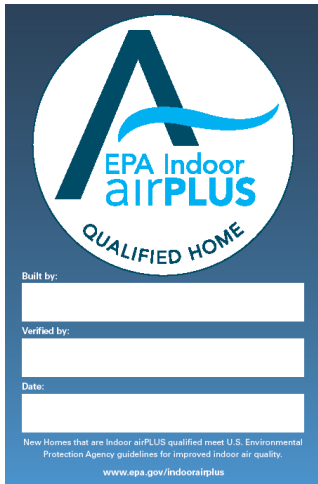 EPA Indoor
airPLUS
QUALIFIED HOME
Built by:
Verified by:
Date:
New Homes that are Indoor airPLUS qualified meet U.S. Environmental
Protection Agency guidelines for improved indoor air quality.
www.epa.gov/indoorairplus